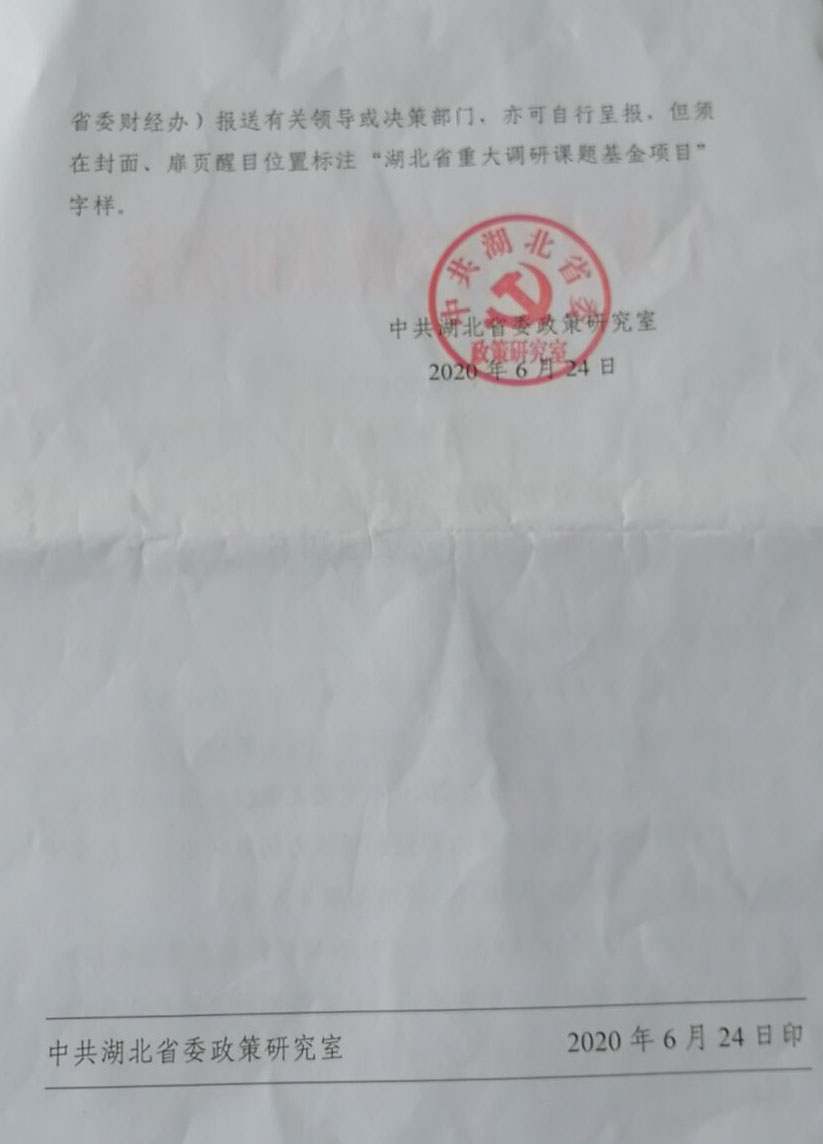 省委财经办）报送有关领导或决策部门，亦可自行呈报，但须
在封面、扉页醒目位置标注“湖北省重大调研课题基金项目”
字样。
中共湖北省委
政策研究室
中共湖北省委政策研究室
2020 年 6 月 24 日
中共湖北省委政策研究室 2020 年 6 月 24 日印